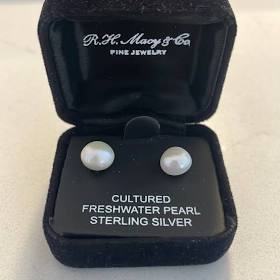 R.H. Macy & Co.
FINE JEWELRY
CULTURED
FRESHWATER PEARL
STERLING SILVER